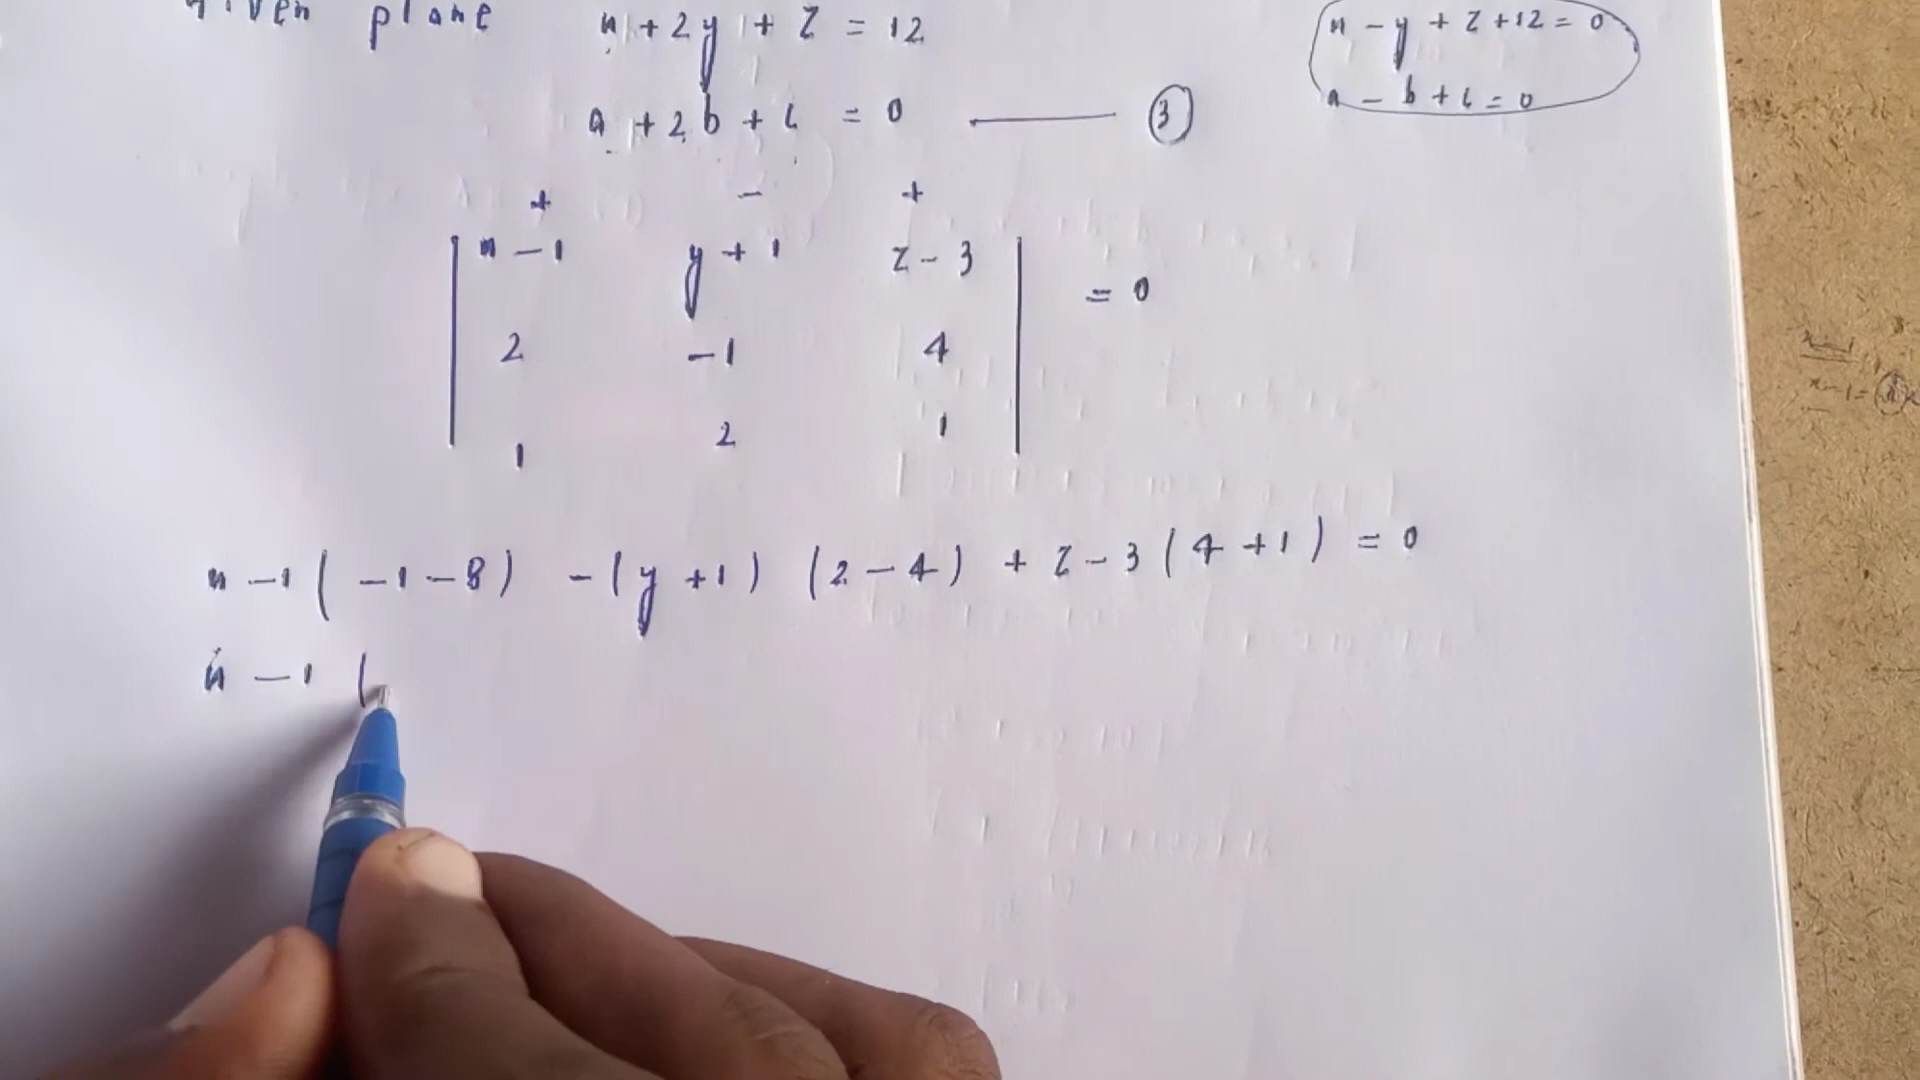 given plane x + 2y + z = 12
x - y + z + 12 = 0
a - b + c = 0
a + 2b + c = 0 ——— ③
+ - +
| x - 1 y + 1 z - 3 |
| 2 -1 4 | = 0
| 1 2 1 |
x - 1 ( -1 - 8 ) - ( y + 1 ) ( 2 - 4 ) + z - 3 ( 4 + 1 ) = 0
x - 1 (